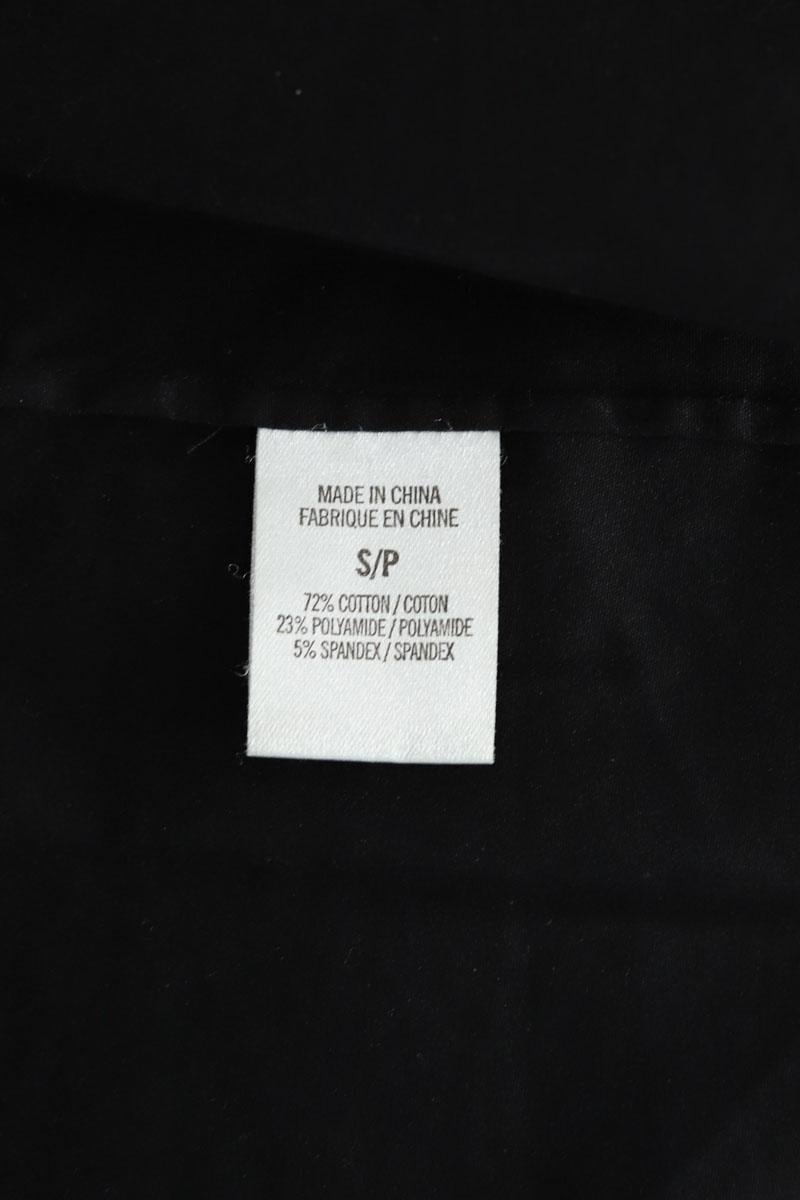 MADE IN CHINA
FABRIQUE EN CHINE
S/P
72% COTTON / COTON
23% POLYAMIDE / POLYAMIDE
5% SPANDEX / SPANDEX